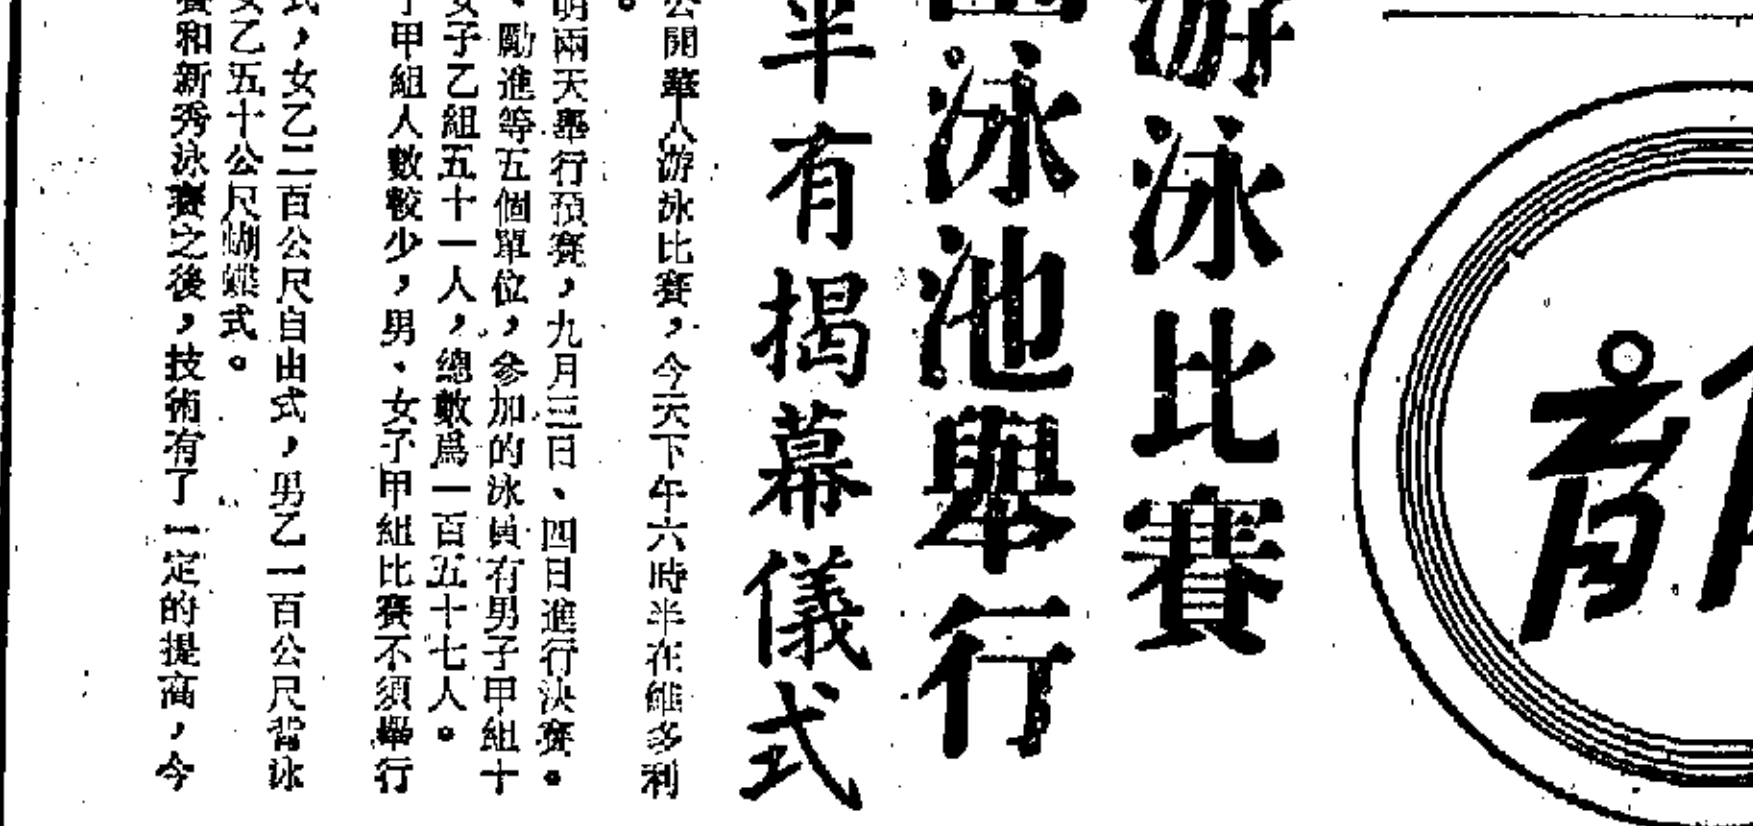 育
游泳比賽
泳池舉行
半有揭幕儀式
公開華人游泳比賽，今天下午六時半在維多利
。
明兩天舉行預賽，九月三日、四日進行決賽。
、勵進等五個單位，參加的泳員有男子甲組十
女子乙組五十一人，總數爲一百五十七人。
子甲組人數較少，男、女子甲組比賽不須舉行
式，女乙二百公尺自由式，男乙一百公尺背泳
女乙五十公尺蝴蝶式。
賽和新秀泳賽之後，技術有了一定的提高，今